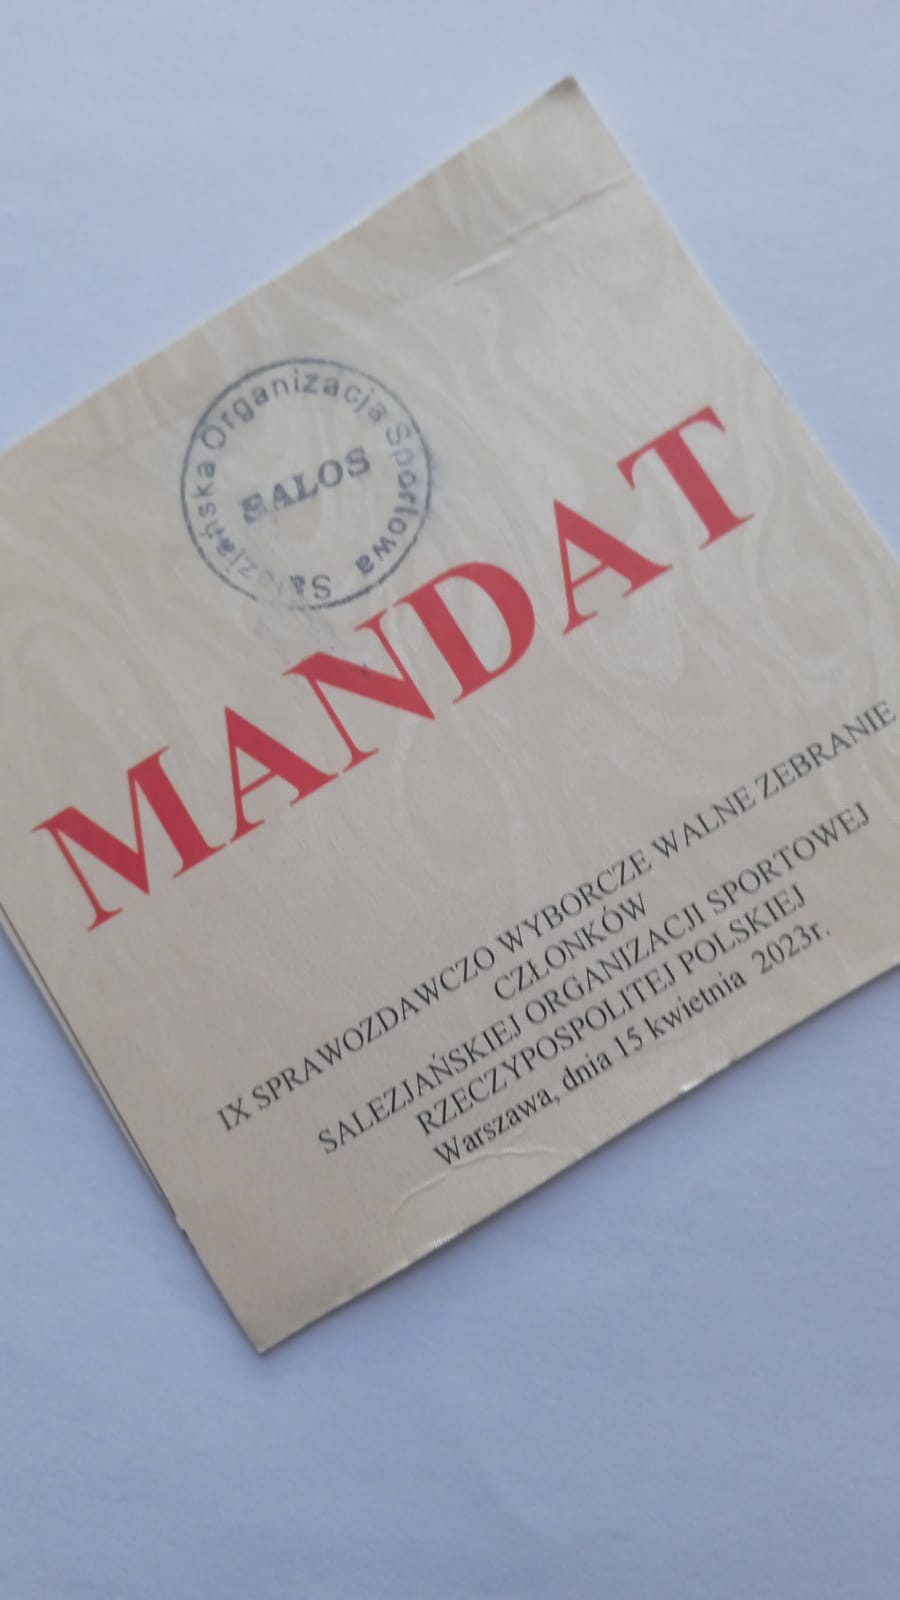 Salezjańska Organizacja Sportowa
SALOS
MANDAT
IX SPRAWOZDAWCZO WYBORCZE WALNE ZEBRANIE
CZŁONKÓW
SALEZJAŃSKIEJ ORGANIZACJI SPORTOWEJ
RZECZYPOSPOLITEJ POLSKIEJ
Warszawa, dnia 15 kwietnia 2023r.